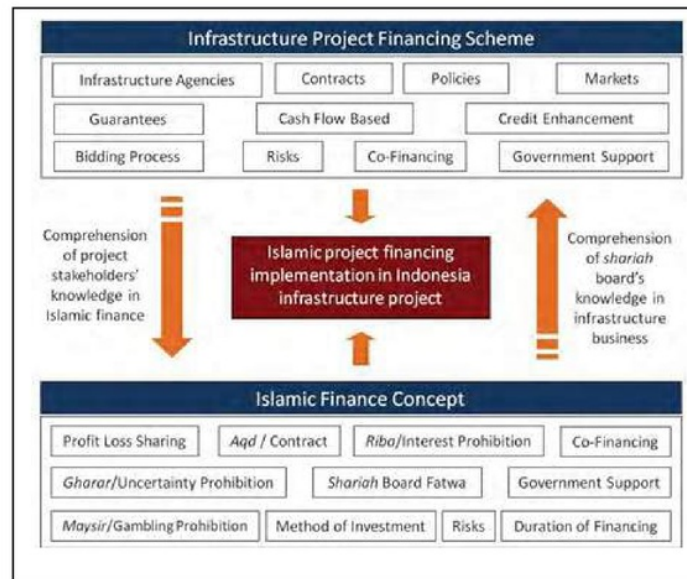 Infrastructure Project Financing Scheme
Infrastructure Agencies
Contracts
Policies
Markets
Guarantees
Cash Flow Based
Credit Enhancement
Bidding Process
Risks
Co-Financing
Government Support
Comprehension
of project
stakeholders'
knowledge in
Islamic finance
Islamic project financing
implementation in Indonesia
infrastructure project
Comprehension
of shariah
board's
knowledge in
infrastructure
business
Islamic Finance Concept
Profit Loss Sharing
Aqd / Contract
Riba/Interest Prohibition
Co-Financing
Gharar/Uncertainty Prohibition
Shariah Board Fatwa
Government Support
Maysir/Gambling Prohibition
Method of Investment
Risks
Duration of Financing